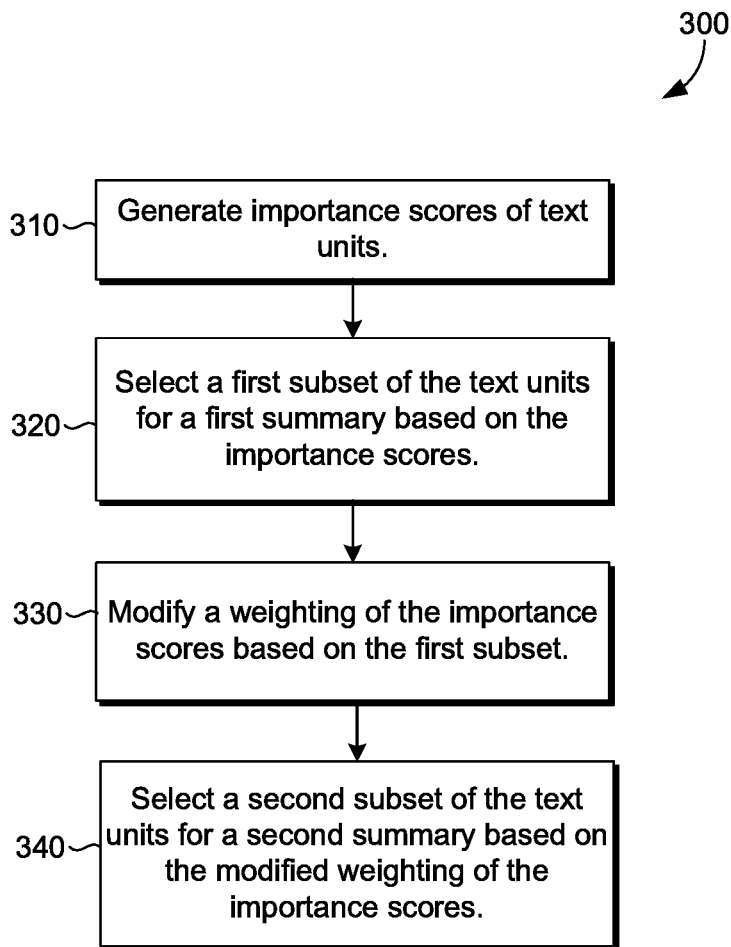 300
310
Generate importance scores of text
units.
320
Select a first subset of the text units
for a first summary based on the
importance scores.
330
Modify a weighting of the importance
scores based on the first subset.
340
Select a second subset of the text
units for a second summary based on
the modified weighting of the
importance scores.